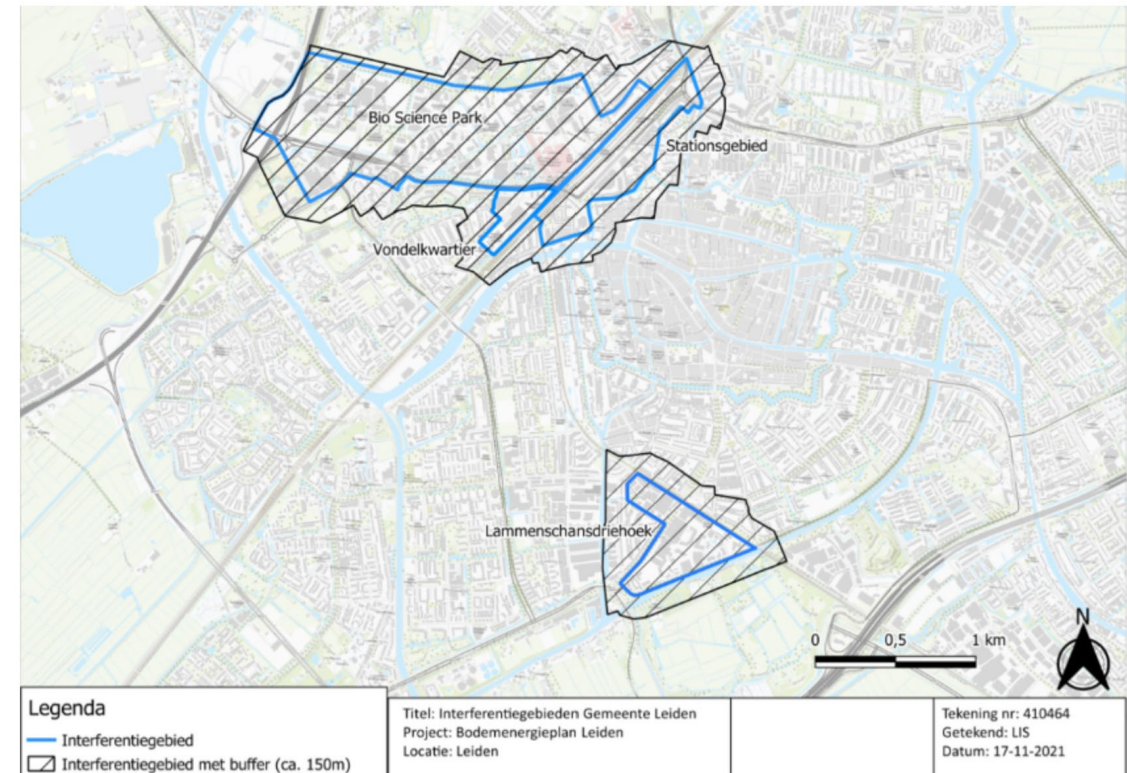 Bio Science Park
Stationsgebied
Vondelkwartier
Lammenschansdriehoek
N
0 0,5 1 km
Legenda
Interferentiegebied
Interferentiegebied met buffer (ca. 150m)
Titel: Interferentiegebieden Gemeente Leiden
Project: Bodemenergieplan Leiden
Locatie: Leiden
Tekening nr: 410464
Getekend: LIS
Datum: 17-11-2021